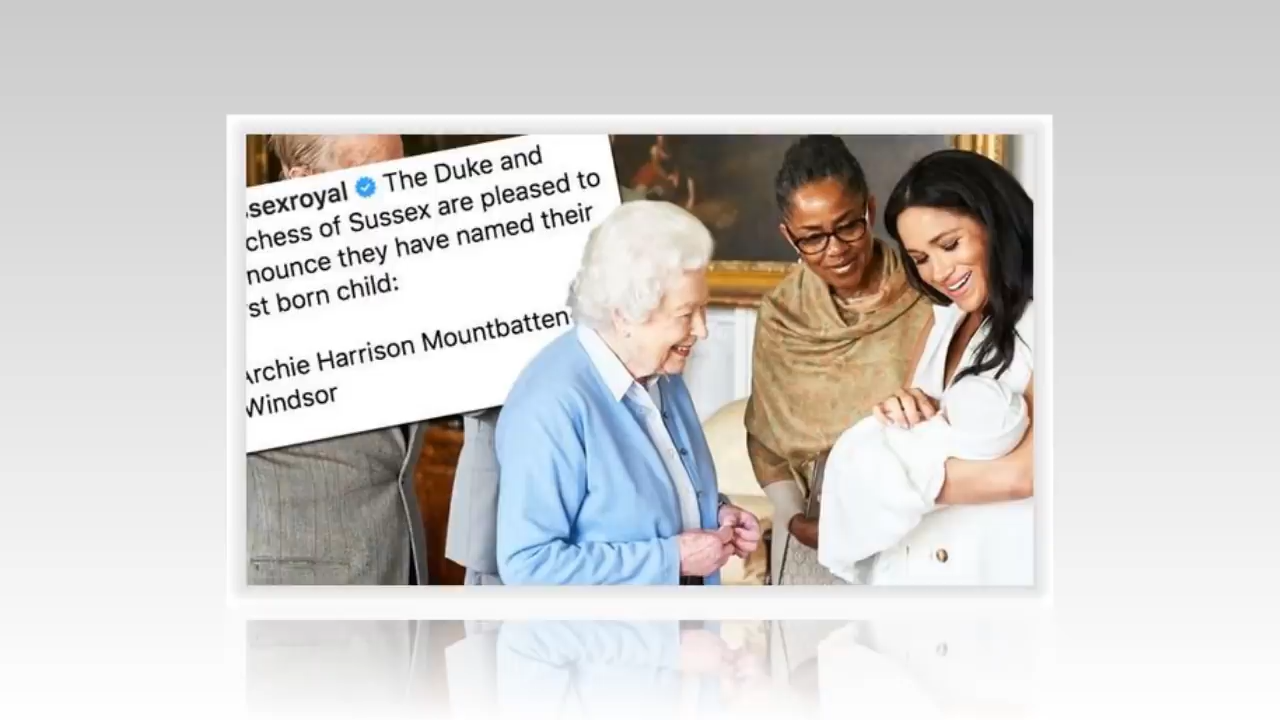 sexroyal The Duke and
chess of Sussex are pleased to
nounce they have named their
st born child:
Archie Harrison Mountbatten-
Windsor